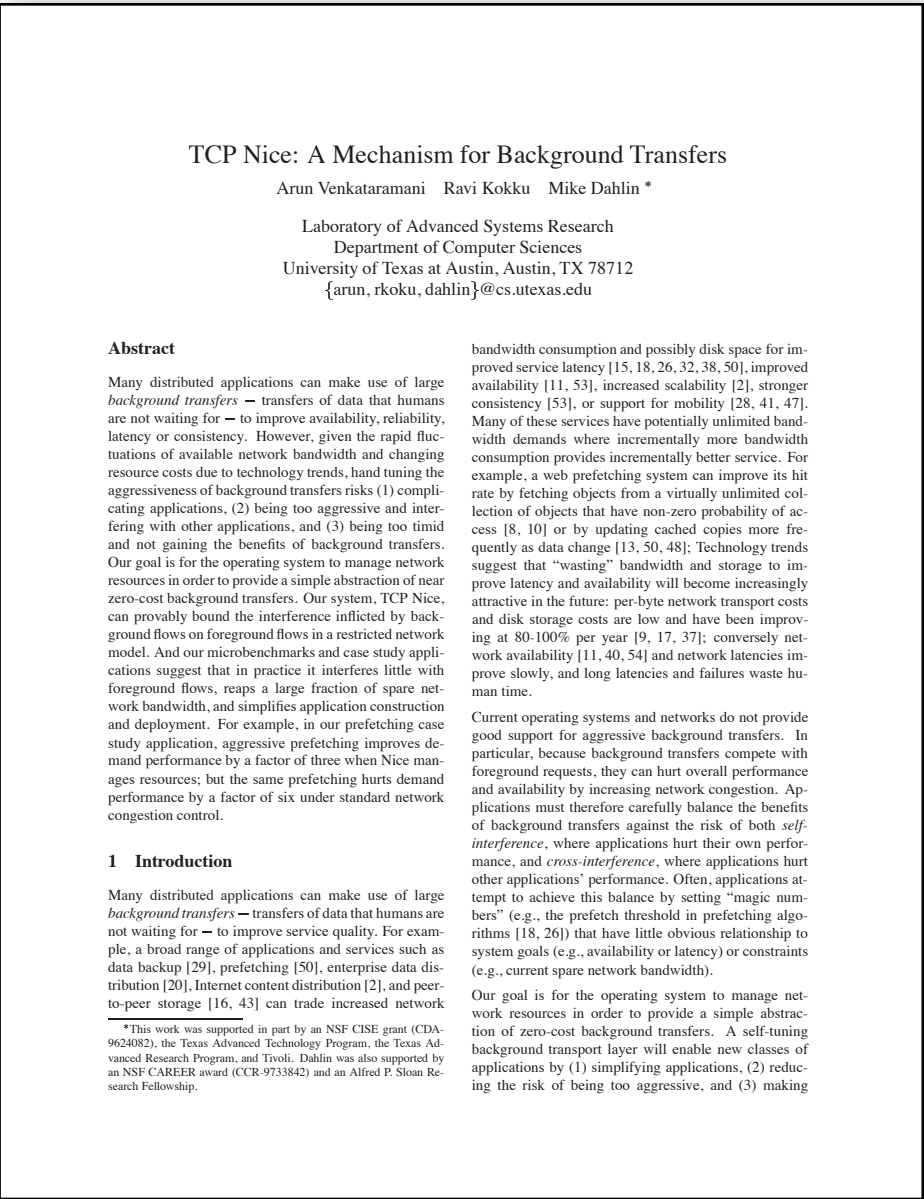 TCP Nice: A Mechanism for Background Transfers
Arun Venkataramani Ravi Kokku Mike Dahlin *
Laboratory of Advanced Systems Research
Department of Computer Sciences
University of Texas at Austin, Austin, TX 78712
{arun, rkoku, dahlin}@cs.utexas.edu
Abstract
Many distributed applications can make use of large
background transfers – transfers of data that humans
are not waiting for – to improve availability, reliability,
latency or consistency. However, given the rapid fluc-
tuations of available network bandwidth and changing
resource costs due to technology trends, hand tuning the
aggressiveness of background transfers risks (1) compli-
cating applications, (2) being too aggressive and inter-
fering with other applications, and (3) being too timid
and not gaining the benefits of background transfers.
Our goal is for the operating system to manage network
resources in order to provide a simple abstraction of near
zero-cost background transfers. Our system, TCP Nice,
can provably bound the interference inflicted by back-
ground flows on foreground flows in a restricted network
model. And our microbenchmarks and case study appli-
cations suggest that in practice it interferes little with
foreground flows, reaps a large fraction of spare net-
work bandwidth, and simplifies application construction
and deployment. For example, in our prefetching case
study application, aggressive prefetching improves de-
mand performance by a factor of three when Nice man-
ages resources; but the same prefetching hurts demand
performance by a factor of six under standard network
congestion control.
1 Introduction
Many distributed applications can make use of large
background transfers – transfers of data that humans are
not waiting for – to improve service quality. For exam-
ple, a broad range of applications and services such as
data backup [29], prefetching [50], enterprise data dis-
tribution [20], Internet content distribution [2], and peer-
to-peer storage [16, 43] can trade increased network
*This work was supported in part by an NSF CISE grant (CDA-
9624082), the Texas Advanced Technology Program, the Texas Ad-
vanced Research Program, and Tivoli. Dahlin was also supported by
an NSF CAREER award (CCR-9733842) and an Alfred P. Sloan Re-
search Fellowship.
bandwidth consumption and possibly disk space for im-
proved service latency [15, 18, 26, 32, 38, 50], improved
availability [11, 53], increased scalability [2], stronger
consistency [53], or support for mobility [28, 41, 47].
Many of these services have potentially unlimited band-
width demands where incrementally more bandwidth
consumption provides incrementally better service. For
example, a web prefetching system can improve its hit
rate by fetching objects from a virtually unlimited col-
lection of objects that have non-zero probability of ac-
cess [8, 10] or by updating cached copies more fre-
quently as data change [13, 50, 48]; Technology trends
suggest that “wasting” bandwidth and storage to im-
prove latency and availability will become increasingly
attractive in the future: per-byte network transport costs
and disk storage costs are low and have been improv-
ing at 80-100% per year [9, 17, 37]; conversely net-
work availability [11, 40, 54] and network latencies im-
prove slowly, and long latencies and failures waste hu-
man time.
Current operating systems and networks do not provide
good support for aggressive background transfers. In
particular, because background transfers compete with
foreground requests, they can hurt overall performance
and availability by increasing network congestion. Ap-
plications must therefore carefully balance the benefits
of background transfers against the risk of both self-
interference, where applications hurt their own perfor-
mance, and cross-interference, where applications hurt
other applications’ performance. Often, applications at-
tempt to achieve this balance by setting “magic num-
bers” (e.g., the prefetch threshold in prefetching algo-
rithms [18, 26]) that have little obvious relationship to
system goals (e.g., availability or latency) or constraints
(e.g., current spare network bandwidth).
Our goal is for the operating system to manage net-
work resources in order to provide a simple abstrac-
tion of zero-cost background transfers. A self-tuning
background transport layer will enable new classes of
applications by (1) simplifying applications, (2) reduc-
ing the risk of being too aggressive, and (3) making